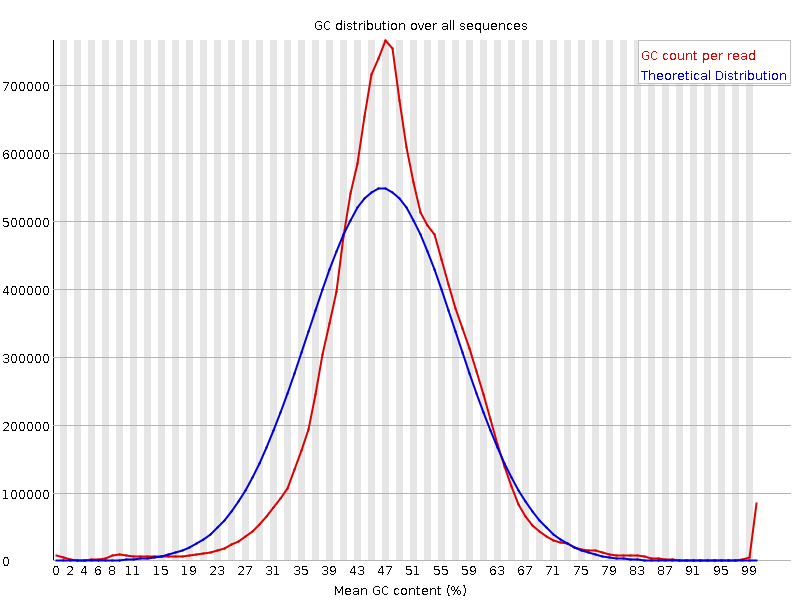 GC distribution over all sequences
GC count per read
Theoretical Distribution
700000
600000
500000
400000
300000
200000
100000
0
0 2 4 6 8 11 15 19 23 27 31 35 39 43 47 51 55 59 63 67 71 75 79 83 87 91 95 99
Mean GC content (%)